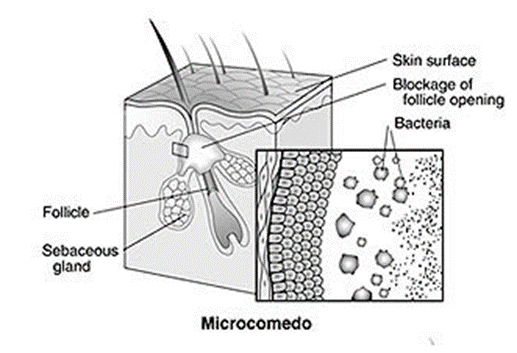 Skin surface
Blockage of
follicle opening
Bacteria
Follicle
Sebaceous
gland
Microcomedo